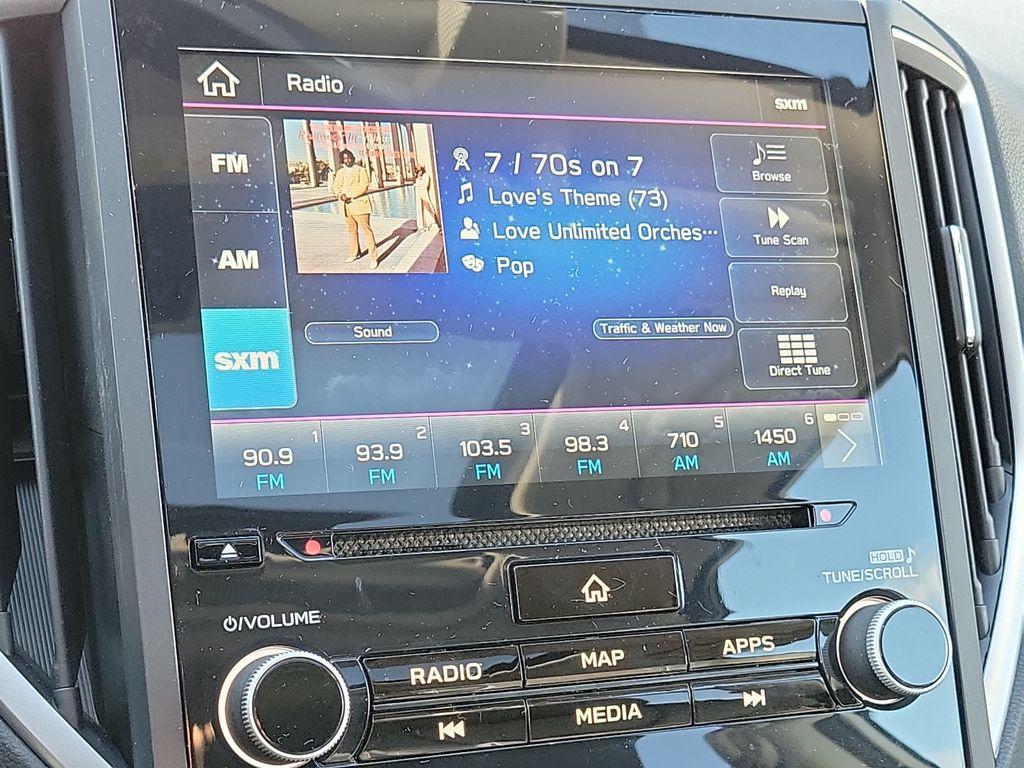 Radio
sxm
FM
7 / 70s on 7
Browse
Love's Theme (73)
AM
Love Unlimited Orches···
Tune Scan
Pop
Replay
sxm
Sound
Traffic & Weather Now
Direct Tune
1 2 3 4 5 6
90.9 93.9 103.5 98.3 710 1450
FM FM FM FM AM AM
HOLD
TUNE/SCROLL
/VOLUME
RADIO MAP APPS
MEDIA